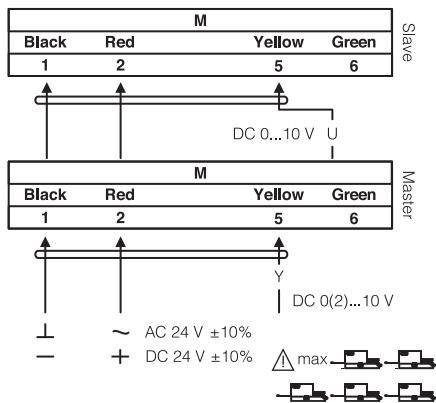 M
Black Red Yellow Green
1 2 5 6
Slave
DC 0...10 V U
M
Black Red Yellow Green
1 2 5 6
Master
Y
DC 0(2)...10 V
⊥ ~ AC 24 V ±10%
− + DC 24 V ±10%
max